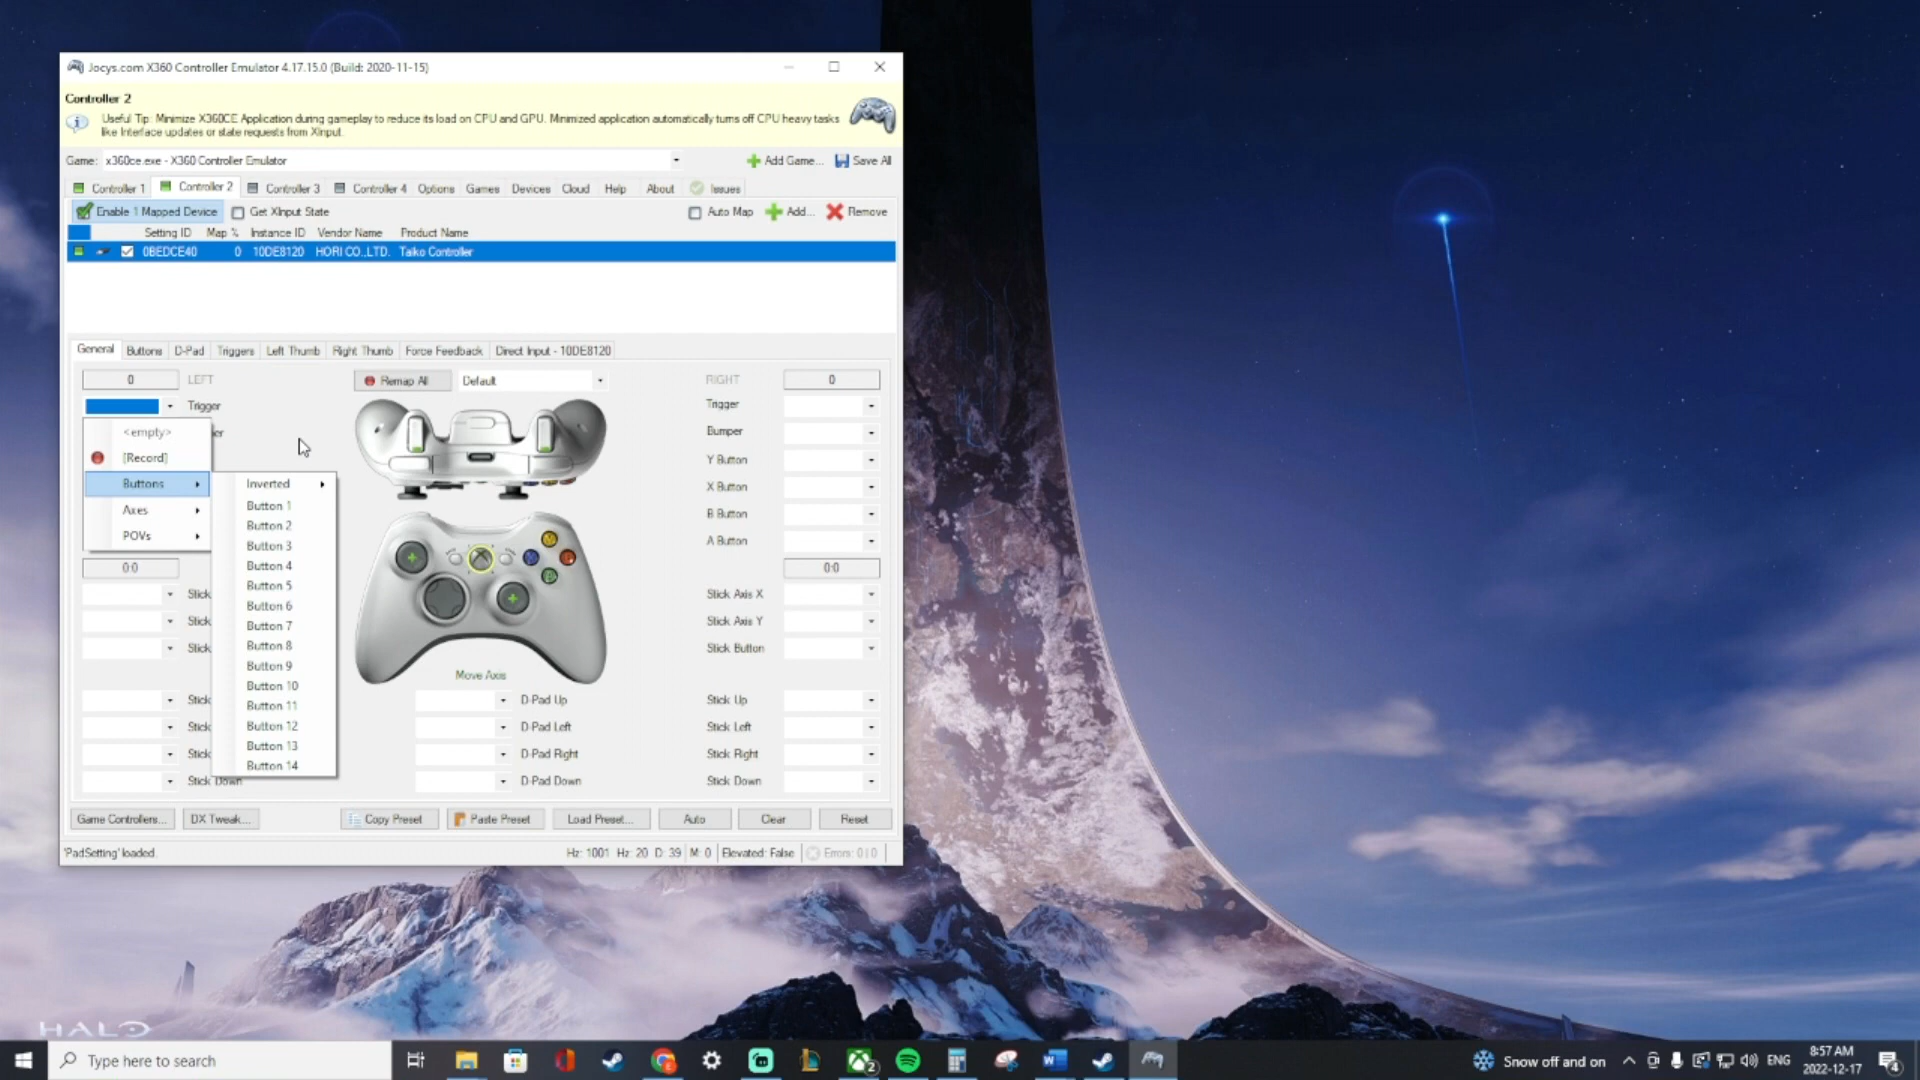 Jocys.com X360 Controller Emulator 4.17.15.0 (Build: 2020-11-15)
Controller 2
Useful Tip: Minimize X360CE Application during gameplay to reduce its load on CPU and GPU. Minimized application automatically turns off CPU heavy tasks
like Interface updates or state requests from XInput.
Game: x360ce.exe - X360 Controller Emulator Add Game... Save All
Controller 1 Controller 2 Controller 3 Controller 4 Options Games Devices Cloud Help About Issues
Enable 1 Mapped Device Get XInput State Auto Map Add... Remove
Setting ID Map % Instance ID Vendor Name Product Name
0BEDCE40 0 10DE8120 HORI CO.,LTD. Taiko Controller
General Buttons D-Pad Triggers Left Thumb Right Thumb Force Feedback Direct Input - 10DE8120
0 LEFT Remap All Default RIGHT 0
Trigger Trigger
<empty> Bumper
[Record] Y Button
Buttons Inverted X Button
Axes Button 1 B Button
POVs Button 2 A Button
Button 3
0:0 Button 4 0:0
Button 5 Stick Axis X
Stick Button 6
Stick Button 7 Stick Axis Y
Stick Button 8 Stick Button
Button 9 Move Axis
Button 10
Stick Button 11 D-Pad Up Stick Up
Stick Button 12 D-Pad Left Stick Left
Stick Button 13 D-Pad Right Stick Right
Button 14
Stick Down D-Pad Down Stick Down
Game Controllers... DX Tweak... Copy Preset Paste Preset Load Preset... Auto Clear Reset
'PadSetting' loaded. Hz: 1001 Hz: 20 D: 39 M: 0 Elevated: False Errors: 0 | 0
HALO
Type here to search
2
Snow off and on
ENG
8:57 AM
2022-12-17
4